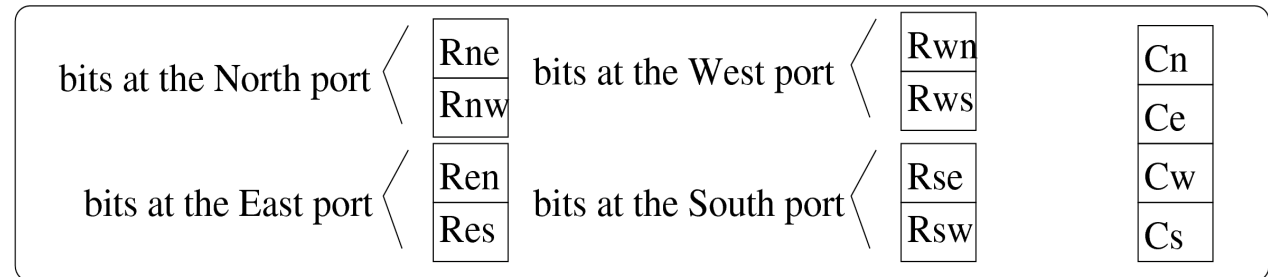 bits at the North port
Rne
Rnw
bits at the West port
Rwn
Rws
bits at the East port
Ren
Res
bits at the South port
Rse
Rsw
Cn
Ce
Cw
Cs